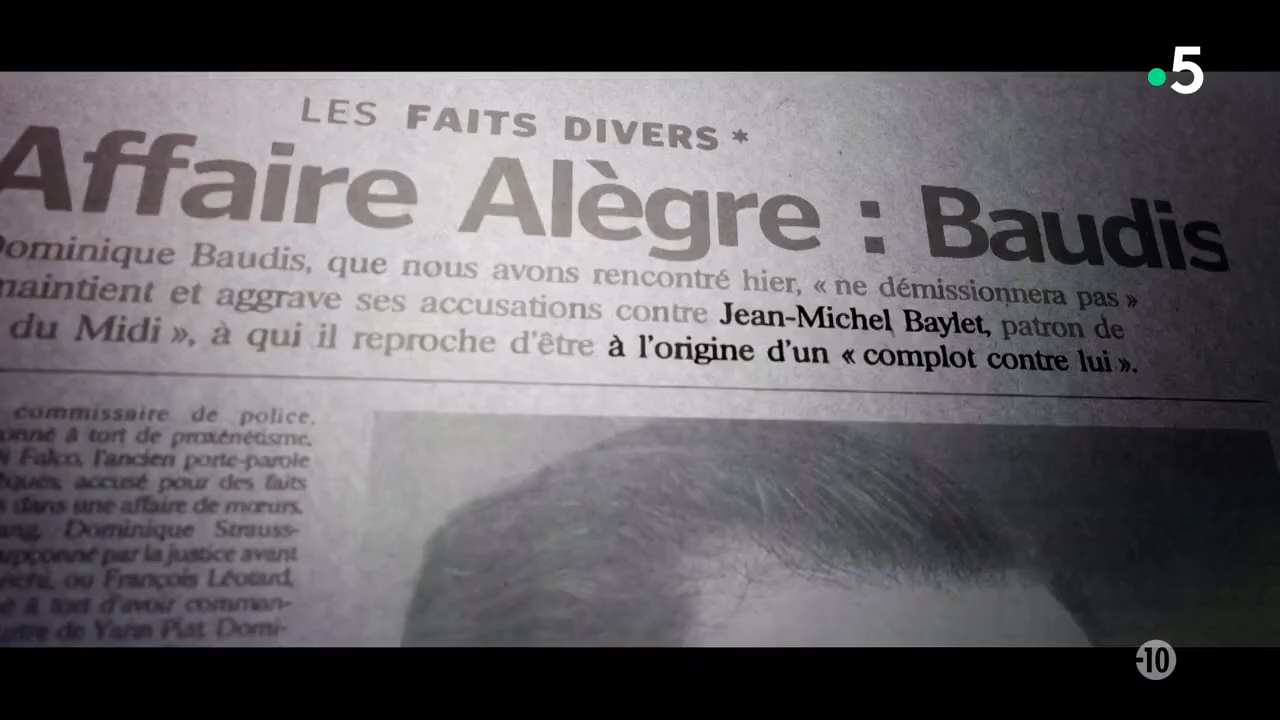 5
LES FAITS DIVERS *
Affaire Alègre : Baudis
Dominique Baudis, que nous avons rencontré hier, « ne démissionnera pas »
maintient et aggrave ses accusations contre Jean-Michel Baylet, patron de
du Midi », à qui il reproche d'être à l'origine d'un « complot contre lui ».
commissaire de police,
à tort de proxénétisme,
Falco, l'ancien porte-parole
accusé pour des faits
dans une affaire de mœurs.
Dominique Strauss-
par la justice avant
ou François Léotard,
à tort d'avoir comman-
de Yann Piat. Domi-
-10